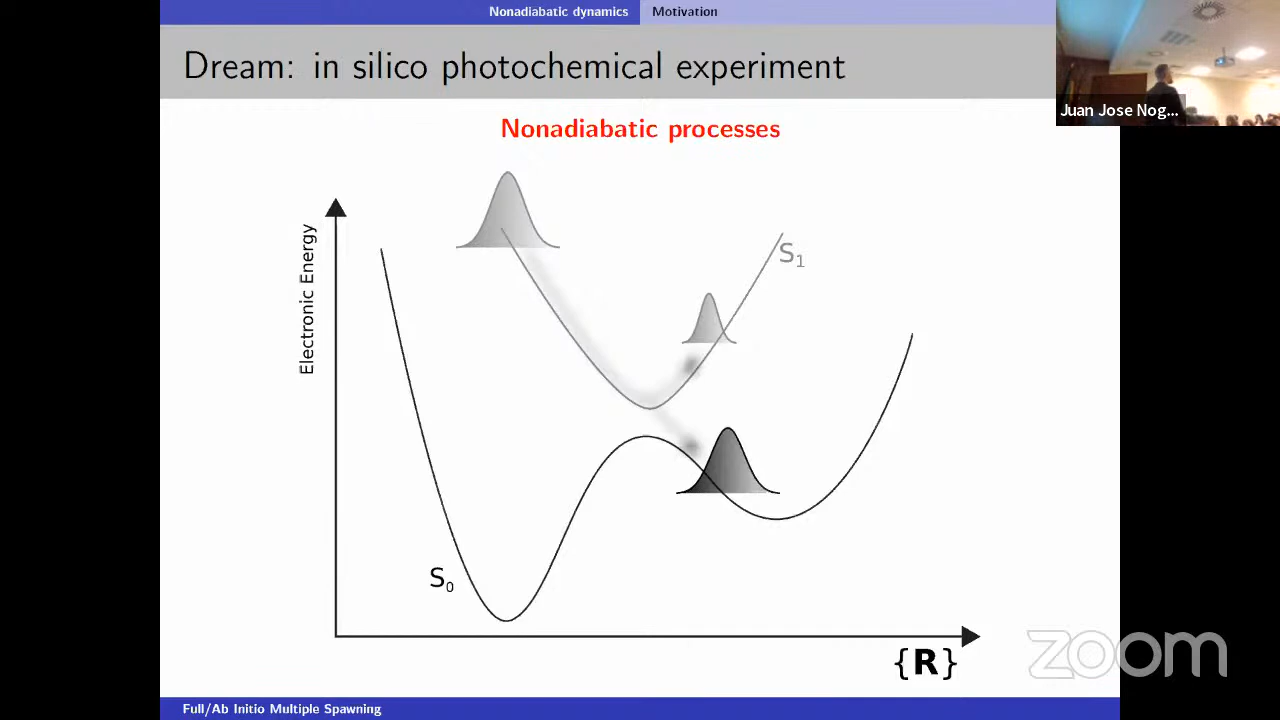 Nonadiabatic dynamics Motivation
Dream: in silico photochemical experiment
Juan Jose Nog...
Nonadiabatic processes
Electronic Energy
S1
S0
{R}
zoom
Full/Ab Initio Multiple Spawning